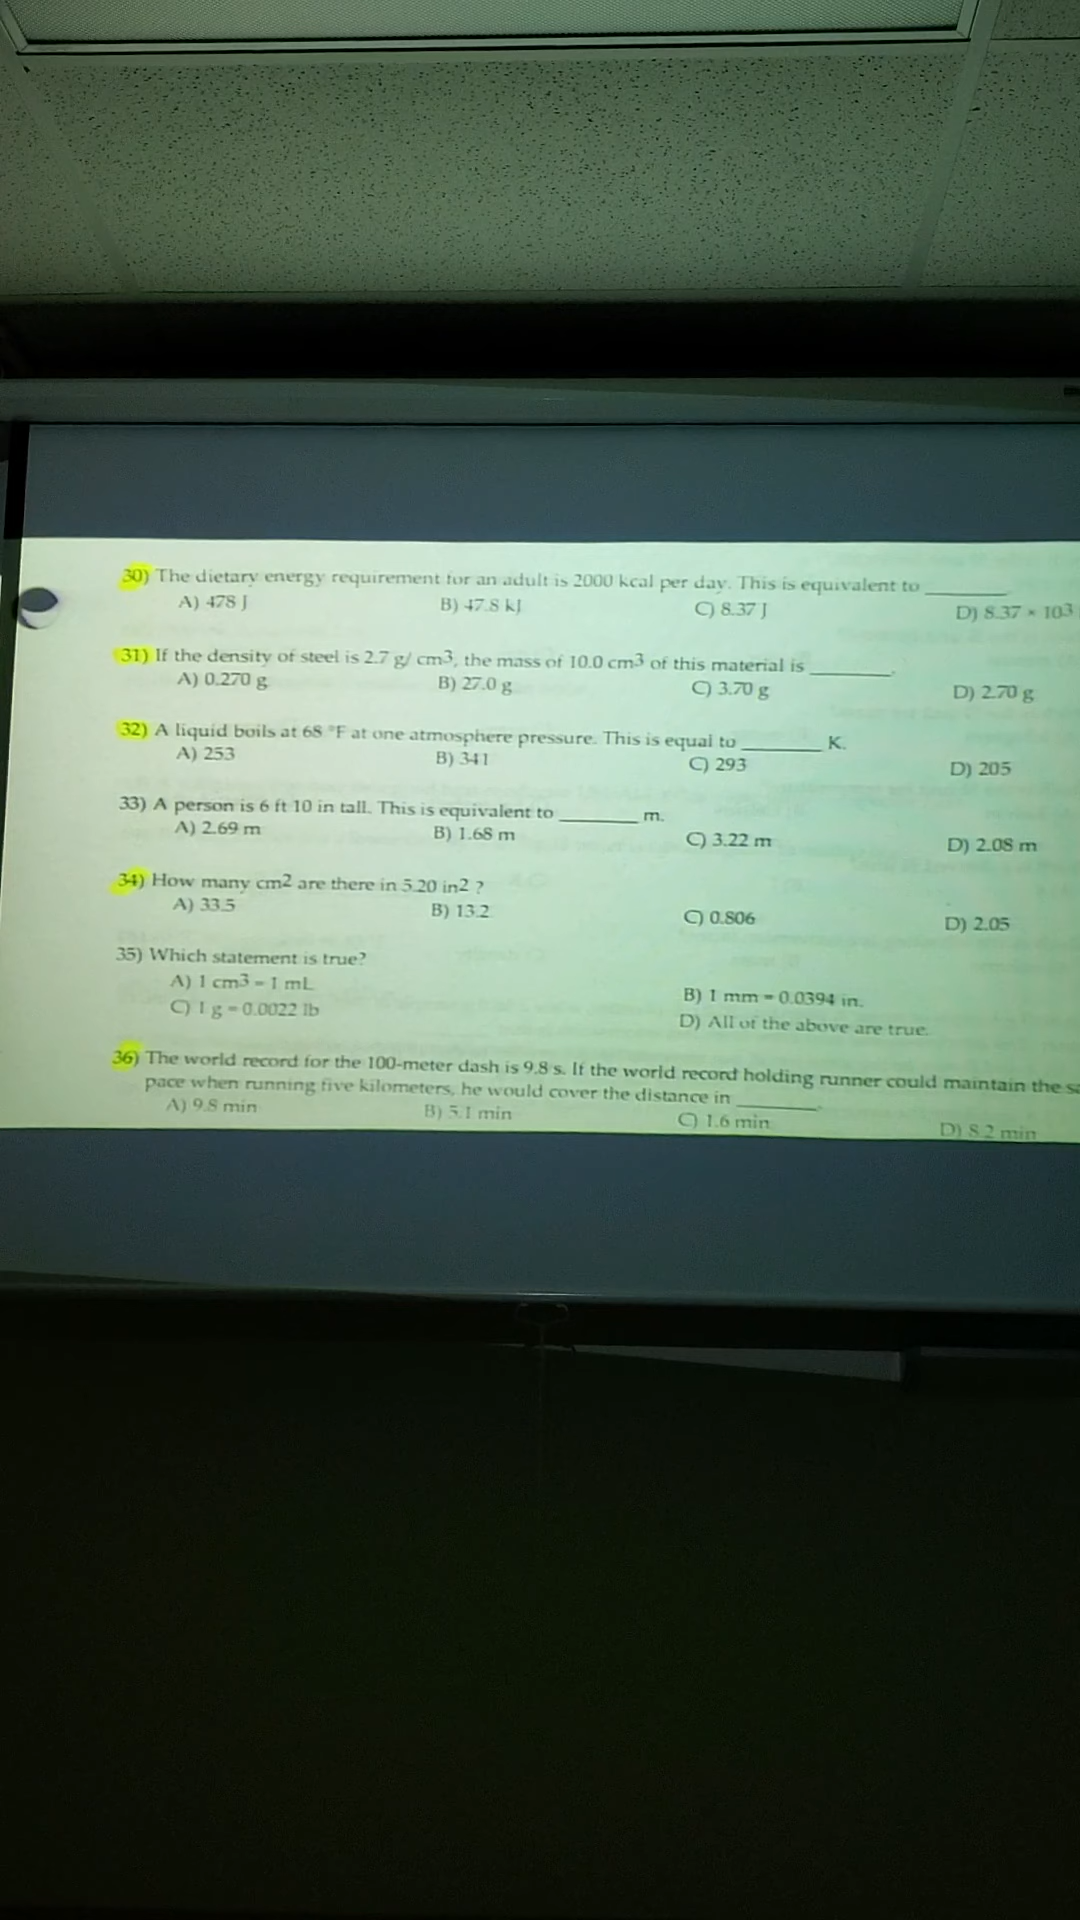 30) The dietary energy requirement for an adult is 2000 kcal per day. This is equivalent to ________
A) 478 J B) 47.8 kJ C) 8.37 J D) 8.37 × 103
31) If the density of steel is 2.7 g/ cm3, the mass of 10.0 cm3 of this material is ________.
A) 0.270 g B) 27.0 g C) 3.70 g D) 2.70 g
32) A liquid boils at 68 °F at one atmosphere pressure. This is equal to ________ K.
A) 253 B) 341 C) 293 D) 205
33) A person is 6 ft 10 in tall. This is equivalent to ________ m.
A) 2.69 m B) 1.68 m C) 3.22 m D) 2.08 m
34) How many cm2 are there in 5.20 in2 ?
A) 33.5 B) 13.2 C) 0.806 D) 2.05
35) Which statement is true?
A) 1 cm3 = 1 mL B) 1 mm = 0.0394 in.
C) 1 g = 0.0022 lb D) All of the above are true.
36) The world record for the 100-meter dash is 9.8 s. If the world record holding runner could maintain the
pace when running five kilometers, he would cover the distance in ________.
A) 9.8 min B) 5.1 min C) 1.6 min D) 8.2 min